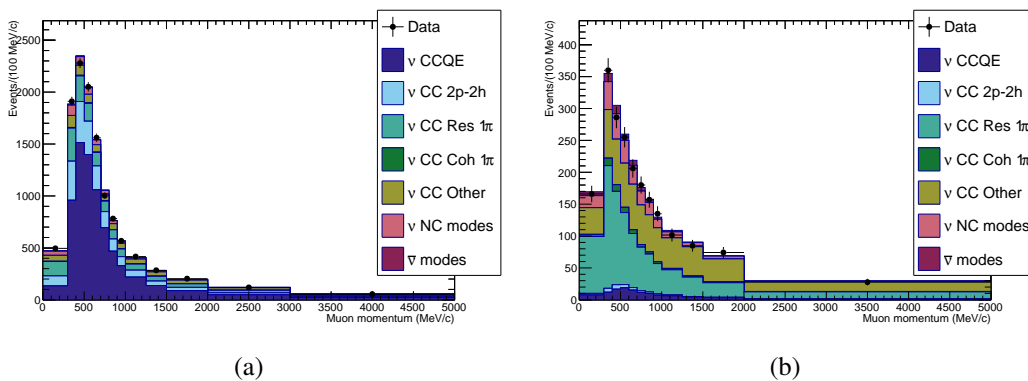 Events/(100 MeV/c)
2500
2000
1500
1000
500
0
0 500 1000 1500 2000 2500 3000 3500 4000 4500 5000
Muon momentum (MeV/c)
Data
ν CCQE
ν CC 2p-2h
ν CC Res 1π
ν CC Coh 1π
ν CC Other
ν NC modes
ν̅ modes
(a)
Events/(100 MeV/c)
400
350
300
250
200
150
100
50
0
0 500 1000 1500 2000 2500 3000 3500 4000 4500 5000
Muon momentum (MeV/c)
Data
ν CCQE
ν CC 2p-2h
ν CC Res 1π
ν CC Coh 1π
ν CC Other
ν NC modes
ν̅ modes
(b)